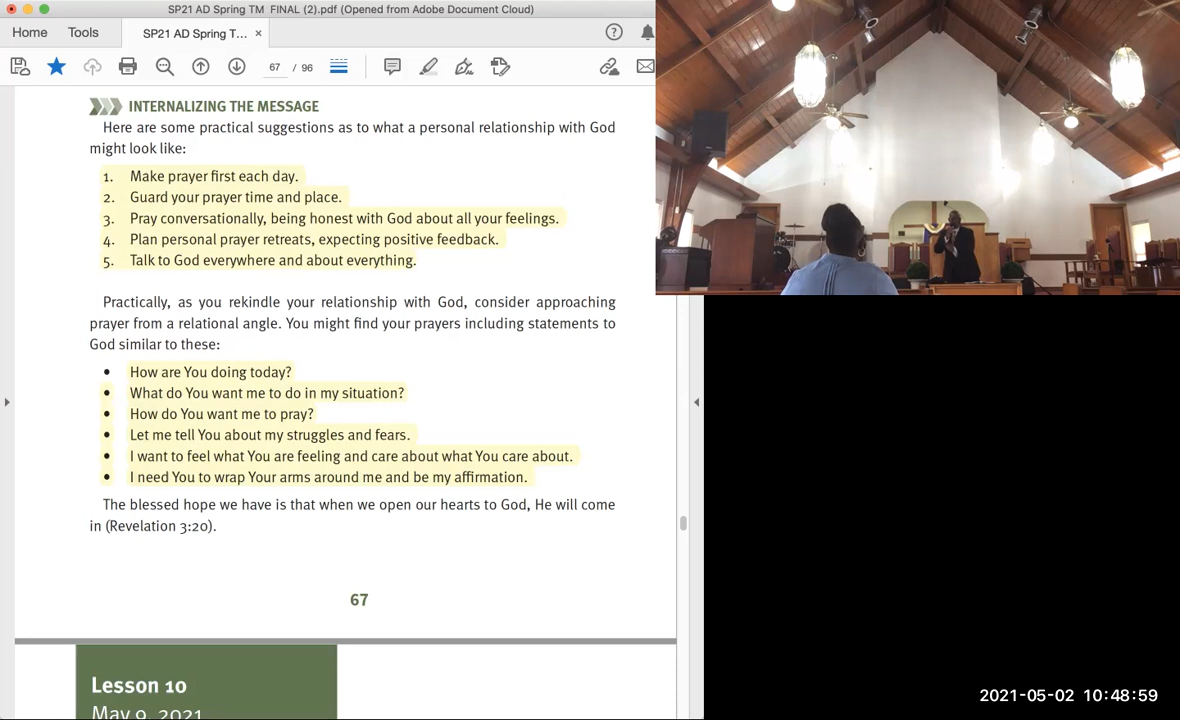 SP21 AD Spring TM FINAL (2).pdf (Opened from Adobe Document Cloud)
Home Tools SP21 AD Spring T... ×
67 / 96
INTERNALIZING THE MESSAGE
Here are some practical suggestions as to what a personal relationship with God
might look like:
1. Make prayer first each day.
2. Guard your prayer time and place.
3. Pray conversationally, being honest with God about all your feelings.
4. Plan personal prayer retreats, expecting positive feedback.
5. Talk to God everywhere and about everything.
Practically, as you rekindle your relationship with God, consider approaching
prayer from a relational angle. You might find your prayers including statements to
God similar to these:
• How are You doing today?
• What do You want me to do in my situation?
• How do You want me to pray?
• Let me tell You about my struggles and fears.
• I want to feel what You are feeling and care about what You care about.
• I need You to wrap Your arms around me and be my affirmation.
The blessed hope we have is that when we open our hearts to God, He will come
in (Revelation 3:20).
67
Lesson 10
May 9, 2021
2021-05-02 10:48:59